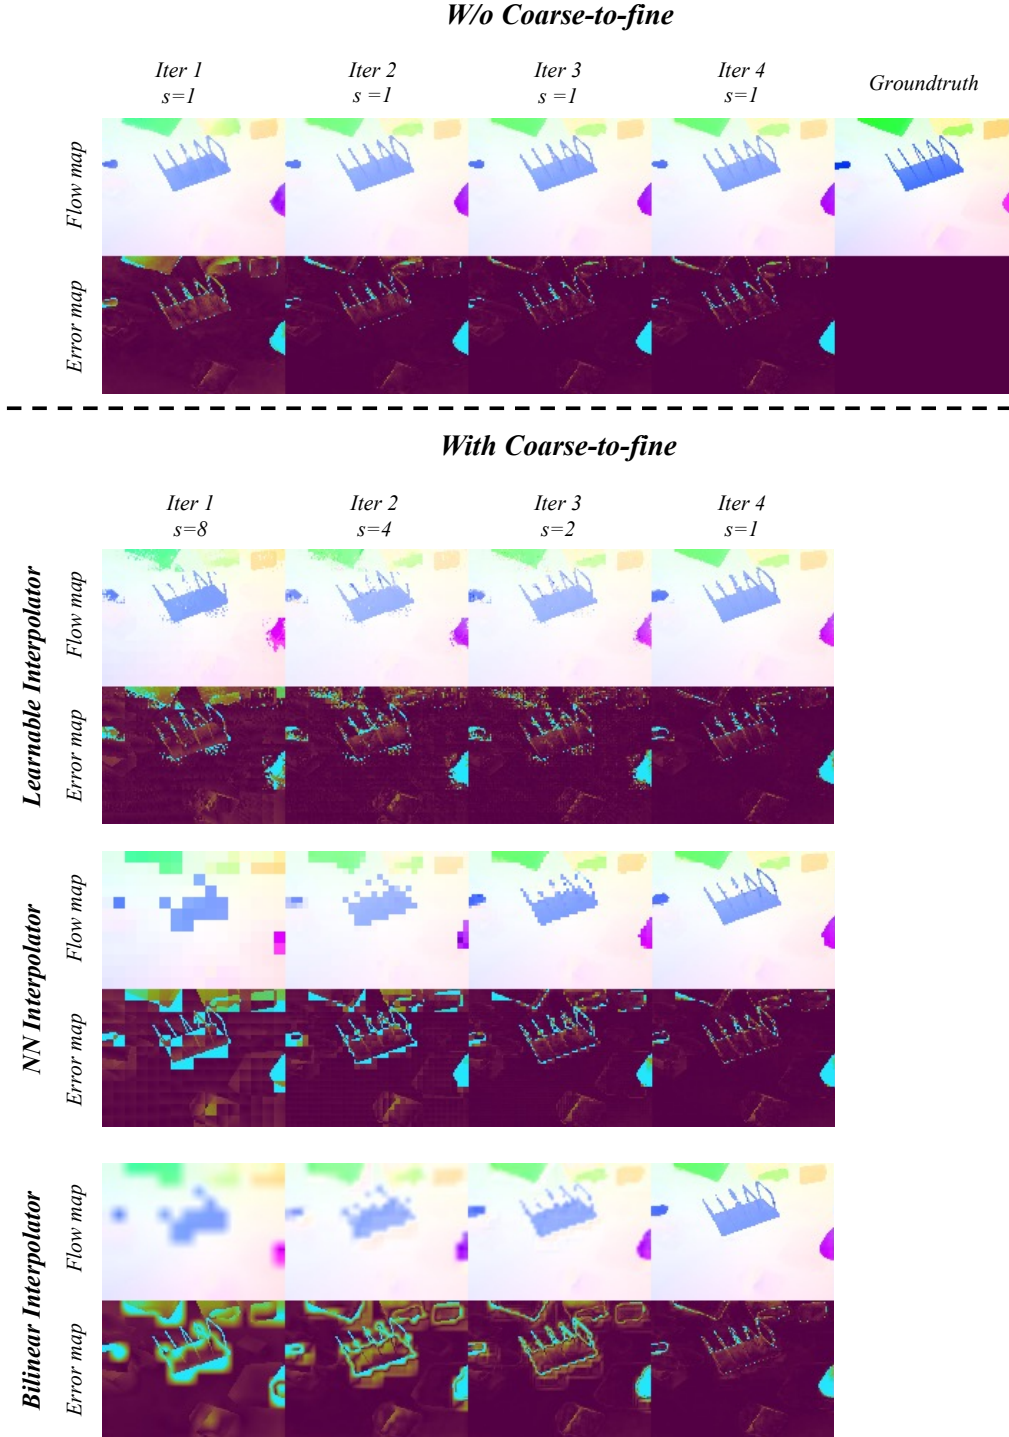 W/o Coarse-to-fine
Iter 1
s=1
Iter 2
s =1
Iter 3
s =1
Iter 4
s=1
Groundtruth
Flow map
Error map
With Coarse-to-fine
Iter 1
s=8
Iter 2
s=4
Iter 3
s=2
Iter 4
s=1
Learnable Interpolator
Flow map
Error map
NN Interpolator
Flow map
Error map
Bilinear Interpolator
Flow map
Error map